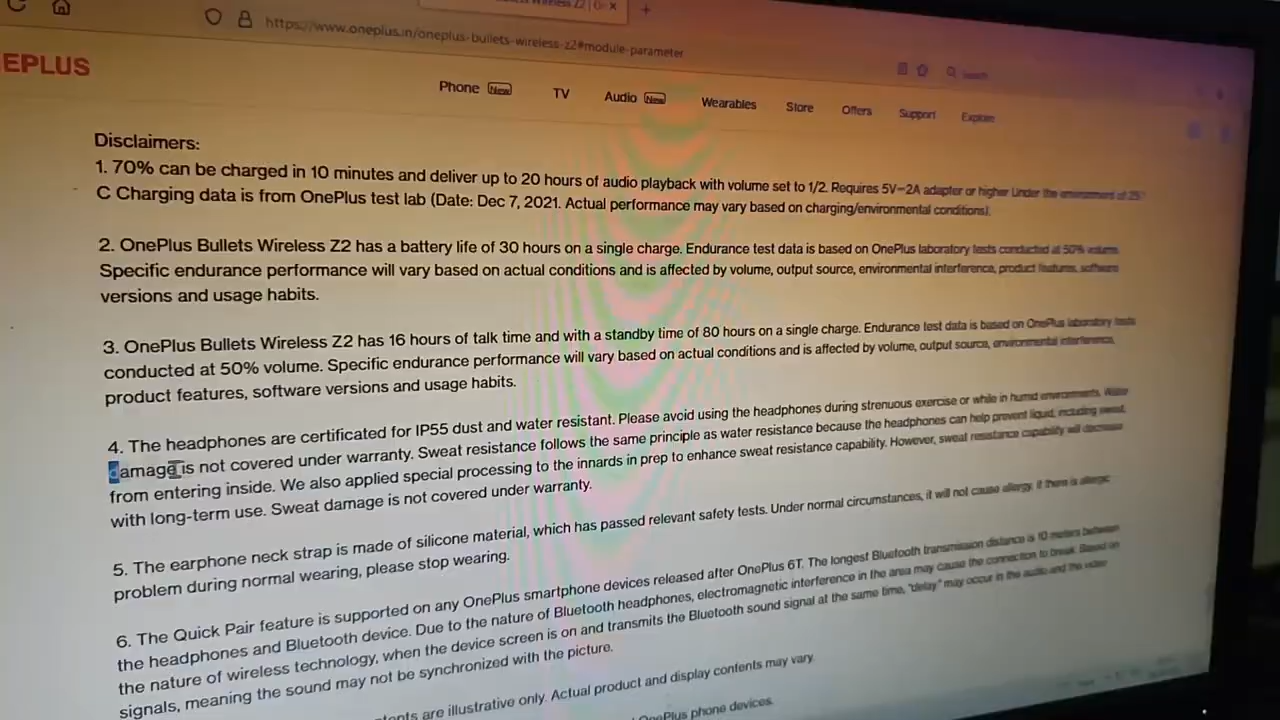 https://www.oneplus.in/oneplus-bullets-wireless-z2#module-parameter
EPLUS
Phone New TV Audio New Wearables Store Offers Support Explore
Disclaimers:
1. 70% can be charged in 10 minutes and deliver up to 20 hours of audio playback with volume set to 1/2. Requires 5V-2A adapter or higher Under the environment of 25°
C Charging data is from OnePlus test lab (Date: Dec 7, 2021. Actual performance may vary based on charging/environmental conditions).
2. OnePlus Bullets Wireless Z2 has a battery life of 30 hours on a single charge. Endurance test data is based on OnePlus laboratory tests conducted at 50% volume.
Specific endurance performance will vary based on actual conditions and is affected by volume, output source, environmental interference, product features, software
versions and usage habits.
3. OnePlus Bullets Wireless Z2 has 16 hours of talk time and with a standby time of 80 hours on a single charge. Endurance test data is based on OnePlus laboratory tests
conducted at 50% volume. Specific endurance performance will vary based on actual conditions and is affected by volume, output source, environmental interference,
product features, software versions and usage habits.
4. The headphones are certificated for IP55 dust and water resistant. Please avoid using the headphones during strenuous exercise or while in humid environments. Water
damage is not covered under warranty. Sweat resistance follows the same principle as water resistance because the headphones can help prevent liquid, including sweat,
from entering inside. We also applied special processing to the innards in prep to enhance sweat resistance capability. However, sweat resistance capability will decrease
with long-term use. Sweat damage is not covered under warranty.
5. The earphone neck strap is made of silicone material, which has passed relevant safety tests. Under normal circumstances, it will not cause allergy. If there is allergic
problem during normal wearing, please stop wearing.
6. The Quick Pair feature is supported on any OnePlus smartphone devices released after OnePlus 6T. The longest Bluetooth transmission distance is 10 meters between
the headphones and Bluetooth device. Due to the nature of Bluetooth headphones, electromagnetic interference in the area may cause the connection to break. Based on
the nature of wireless technology, when the device screen is on and transmits the Bluetooth sound signal at the same time, "delay" may occur in the audio and the video
signals, meaning the sound may not be synchronized with the picture.
are illustrative only. Actual product and display contents may vary.
OnePlus phone devices.